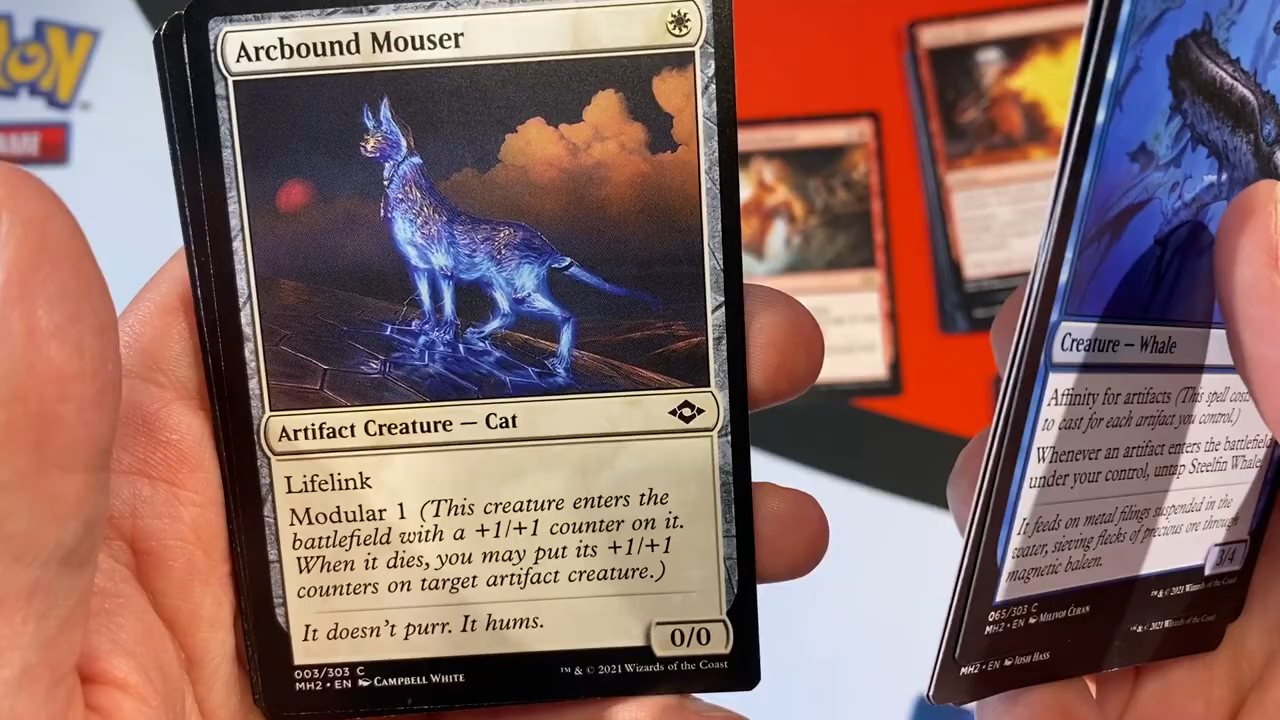 Arcbound Mouser
Artifact Creature — Cat
Lifelink
Modular 1 (This creature enters the
battlefield with a +1/+1 counter on it.
When it dies, you may put its +1/+1
counters on target artifact creature.)
It doesn't purr. It hums.
0/0
003/303 C
MH2 • EN CAMPBELL WHITE
™ & © 2021 Wizards of the Coast
Creature — Whale
Affinity for artifacts (This spell cost
to cast for each artifact you control.)
Whenever an artifact enters the battlefield
under your control, untap Steelfin Whale.
It feeds on metal filings suspended in the
water, sieving flecks of precious ore through
magnetic baleen.
3/4
065/303 C
MH2 • EN MILIVOJ ĆERAN
™ & © 2021 Wizards of the Coast
MH2 • EN JOSH HASS
™ & © 2021 Wizards of the Coast